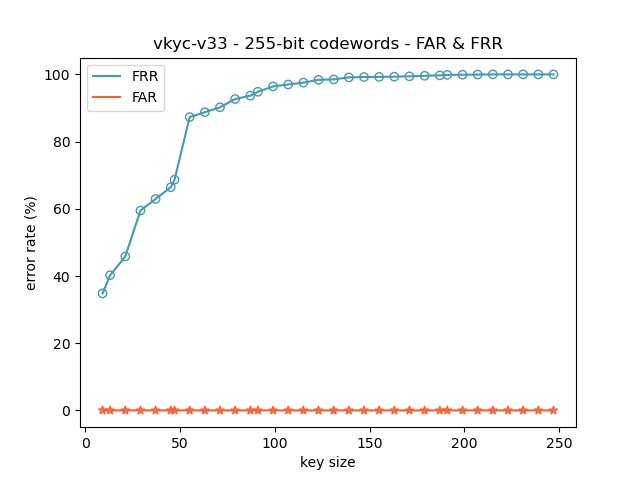 vkyc-v33 - 255-bit codewords - FAR & FRR
FRR
FAR
100
80
60
40
20
0
error rate (%)
0 50 100 150 200 250
key size